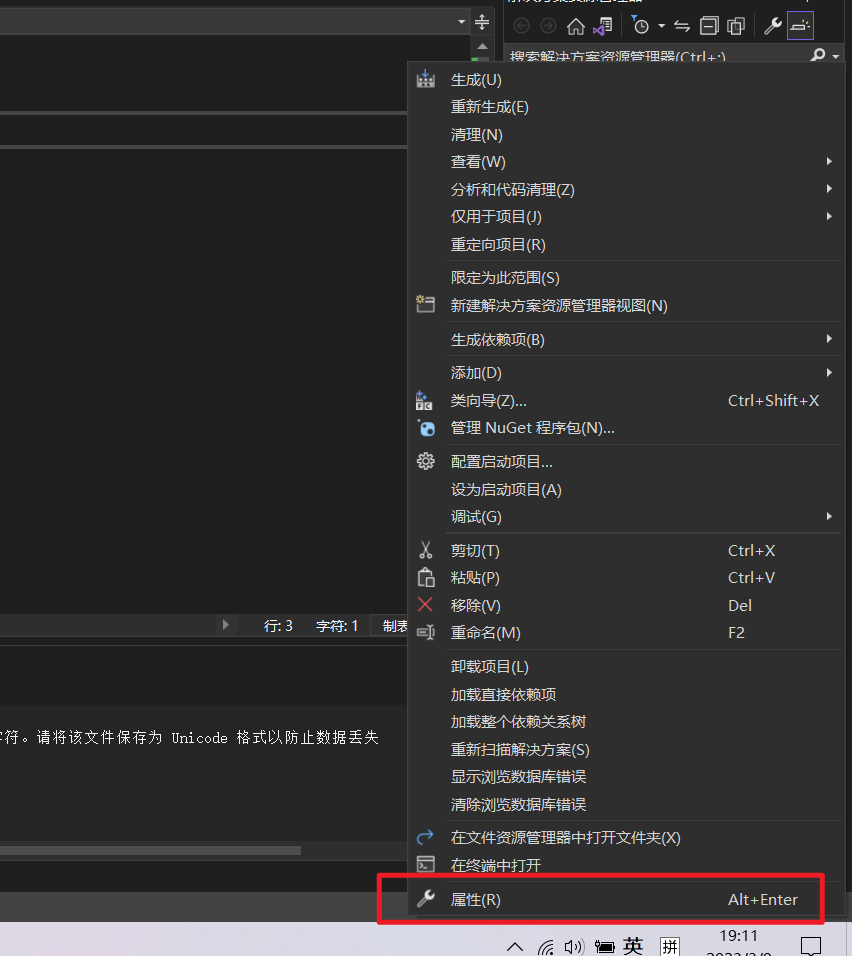 搜索解决方案资源管理器(Ctrl+;)
生成(U)
重新生成(E)
清理(N)
查看(W)
分析和代码清理(Z)
仅用于项目(J)
重定向项目(R)
限定为此范围(S)
新建解决方案资源管理器视图(N)
生成依赖项(B)
添加(D)
类向导(Z)... Ctrl+Shift+X
管理 NuGet 程序包(N)...
配置启动项目...
设为启动项目(A)
调试(G)
剪切(T) Ctrl+X
粘贴(P) Ctrl+V
移除(V) Del
行: 3 字符: 1 制表
重命名(M) F2
卸载项目(L)
加载直接依赖项
加载整个依赖关系树
字符。请将该文件保存为 Unicode 格式以防止数据丢失
重新扫描解决方案(S)
显示浏览数据库错误
清除浏览数据库错误
在文件资源管理器中打开文件夹(X)
在终端中打开
属性(R) Alt+Enter
英 拼 19:11